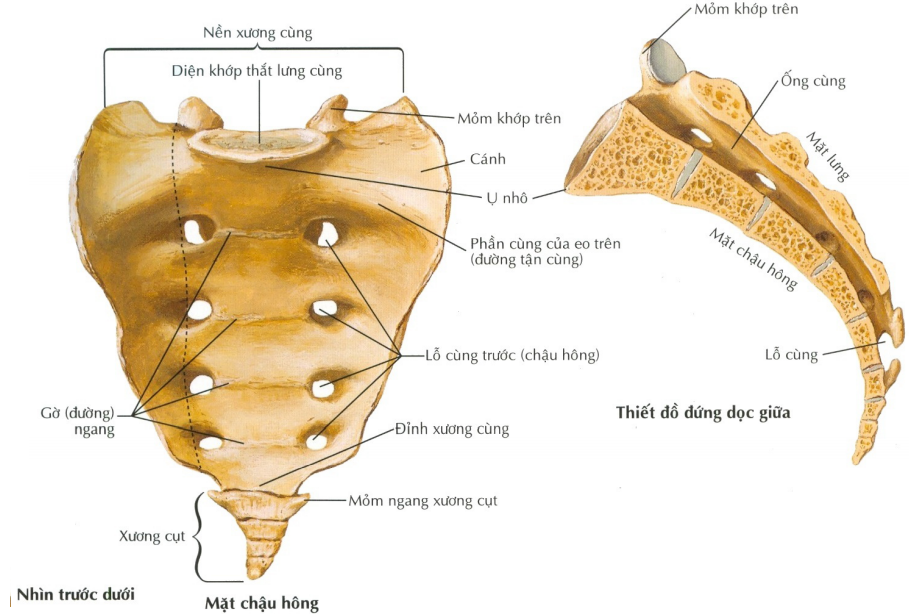 Nền xương cùng
Diện khớp thắt lưng cùng
Mỏm khớp trên
Cánh
Ụ nhô
Phần cùng của eo trên
(đường tận cùng)
Lỗ cùng trước (chậu hông)
Gờ (đường)
ngang
Đỉnh xương cùng
Mỏm ngang xương cụt
Xương cụt
Nhìn trước dưới
Mặt chậu hông
Mỏm khớp trên
Ống cùng
Mặt lưng
Mặt chậu hông
Lỗ cùng
Thiết đồ đứng dọc giữa